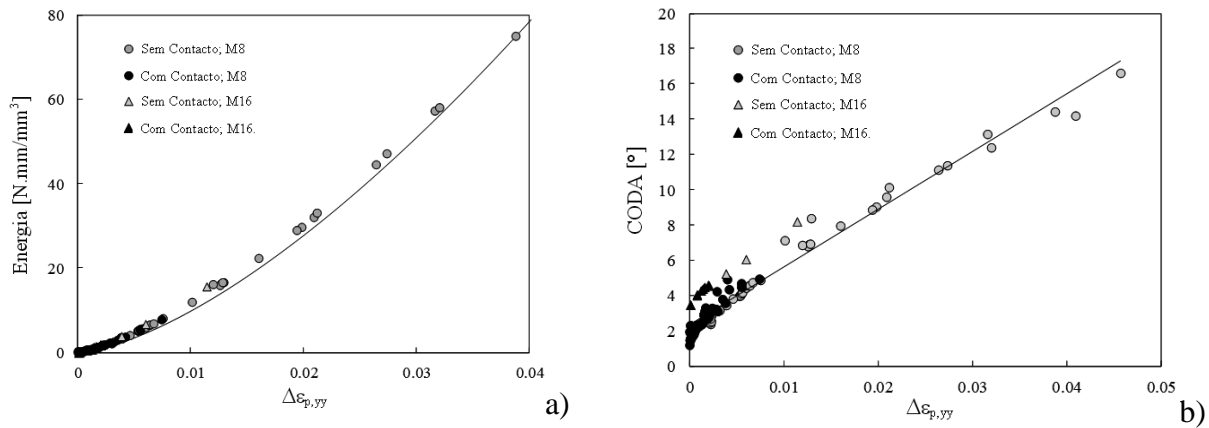 80
60
40
20
0
0
0.01
0.02
0.03
0.04
Energia [N.mm/mm³]
Δεp,yy
Sem Contacto; M8
Com Contacto; M8
Sem Contacto; M16
Com Contacto; M16.
a)
20
18
16
14
12
10
8
6
4
2
0
0
0.01
0.02
0.03
0.04
0.05
CODA [°]
Δεp,yy
Sem Contacto; M8
Com Contacto; M8
Sem Contacto; M16
Com Contacto; M16.
b)